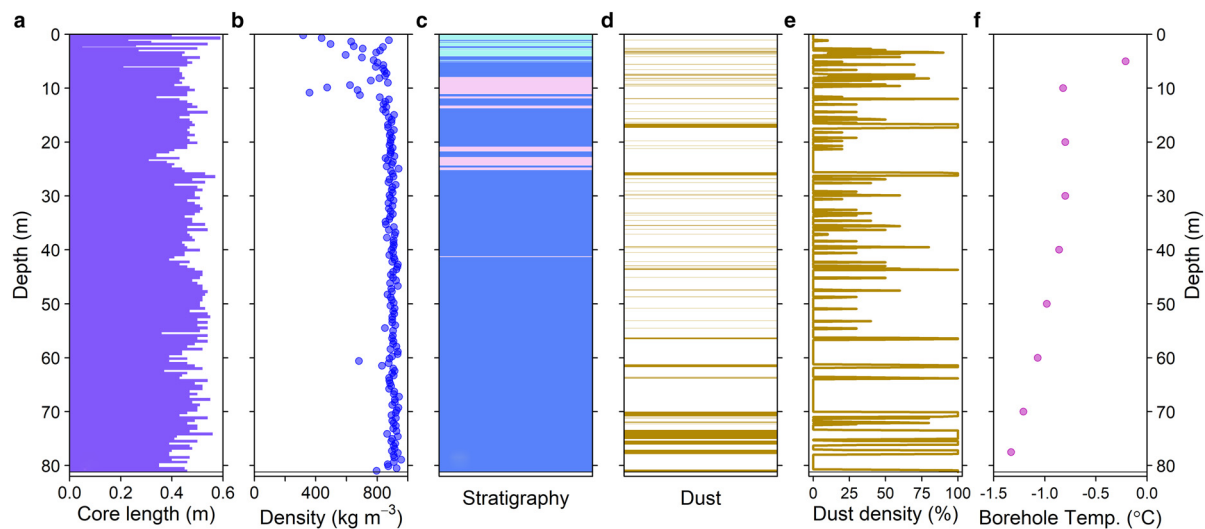 a b c d e f
0
10
20
30
40
50
60
70
80
Depth (m)
0.0 0.2 0.4 0.6
Core length (m)
0 400 800
Density (kg m⁻³)
Stratigraphy
Dust
0 25 50 75 100
Dust density (%)
-1.5 -1.0 -0.5 0.0
Borehole Temp. (°C)
0
10
20
30
40
50
60
70
80
Depth (m)